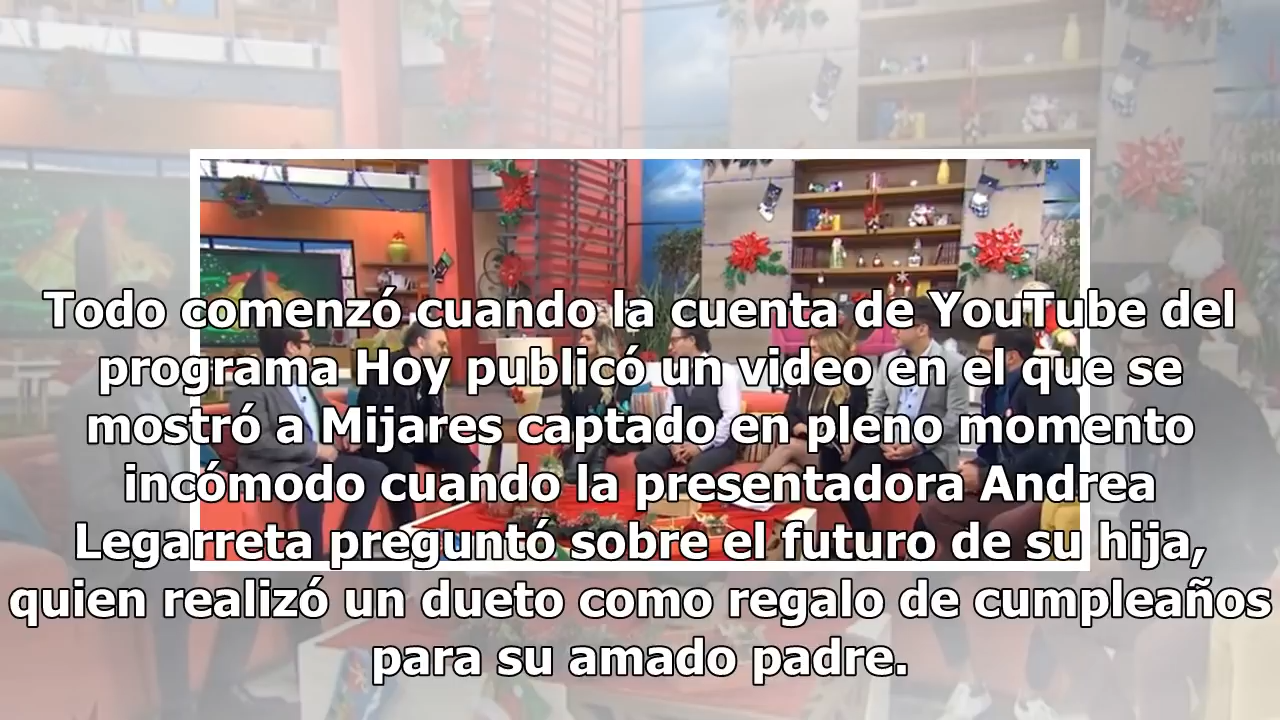 Todo comenzó cuando la cuenta de YouTube del
programa Hoy publicó un video en el que se
mostró a Mijares captado en pleno momento
incómodo cuando la presentadora Andrea
Legarreta preguntó sobre el futuro de su hija,
quien realizó un dueto como regalo de cumpleaños
para su amado padre.